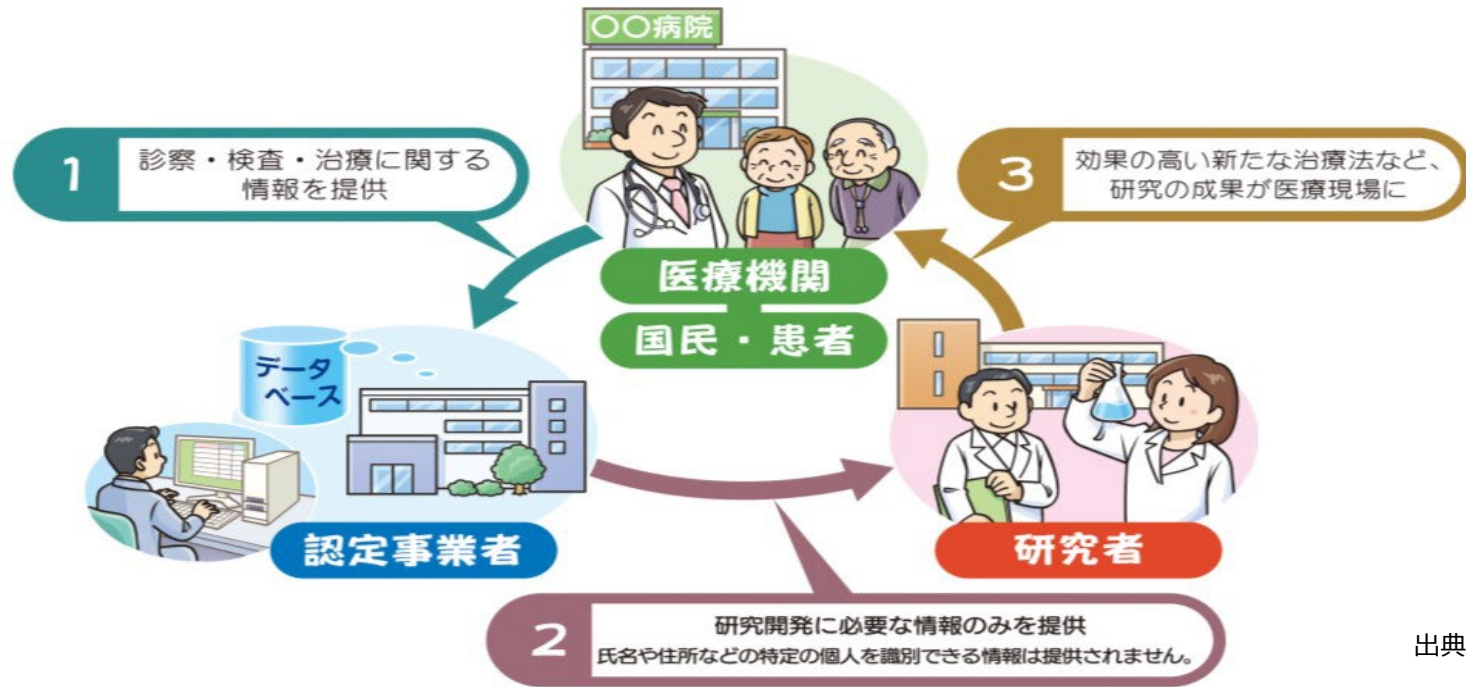 〇〇病院
1
診察・検査・治療に関する
情報を提供
3
効果の高い新たな治療法など、
研究の成果が医療現場に
医療機関
国民・患者
データ
ベース
認定事業者
研究者
2
研究開発に必要な情報のみを提供
氏名や住所などの特定の個人を識別できる情報は提供されません。
出典